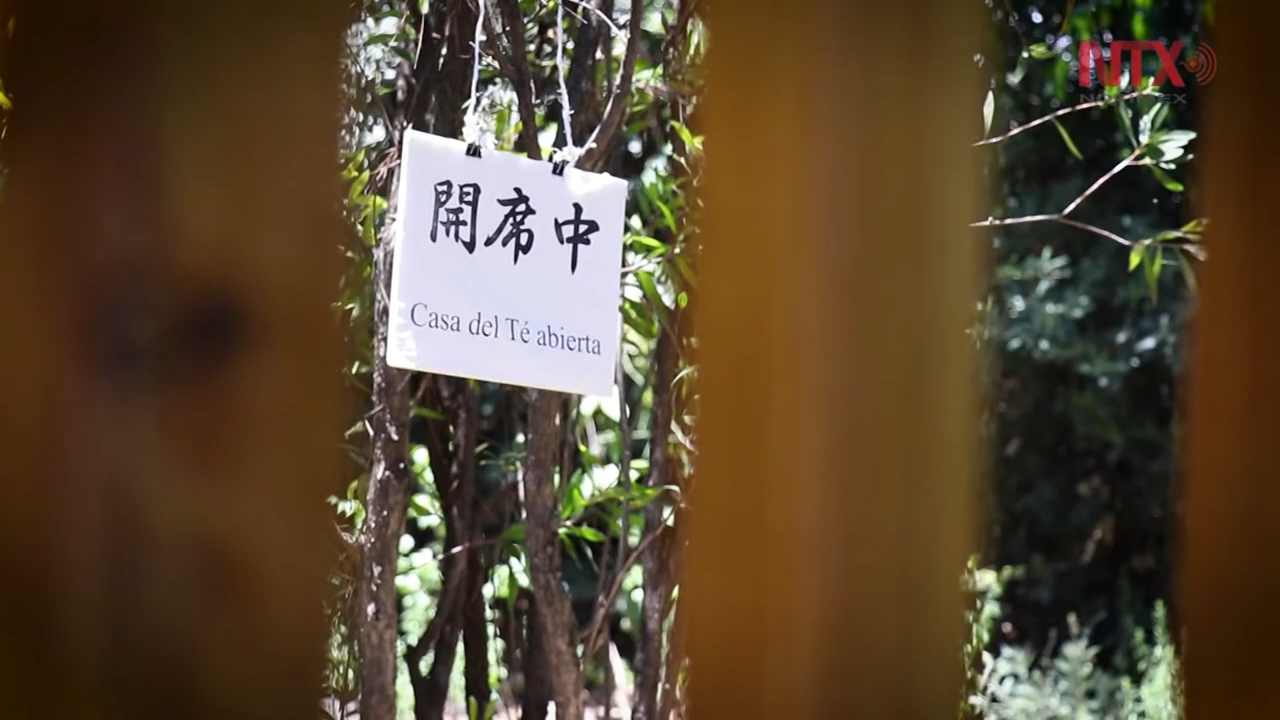 開席中
Casa del Té abierta
NTX